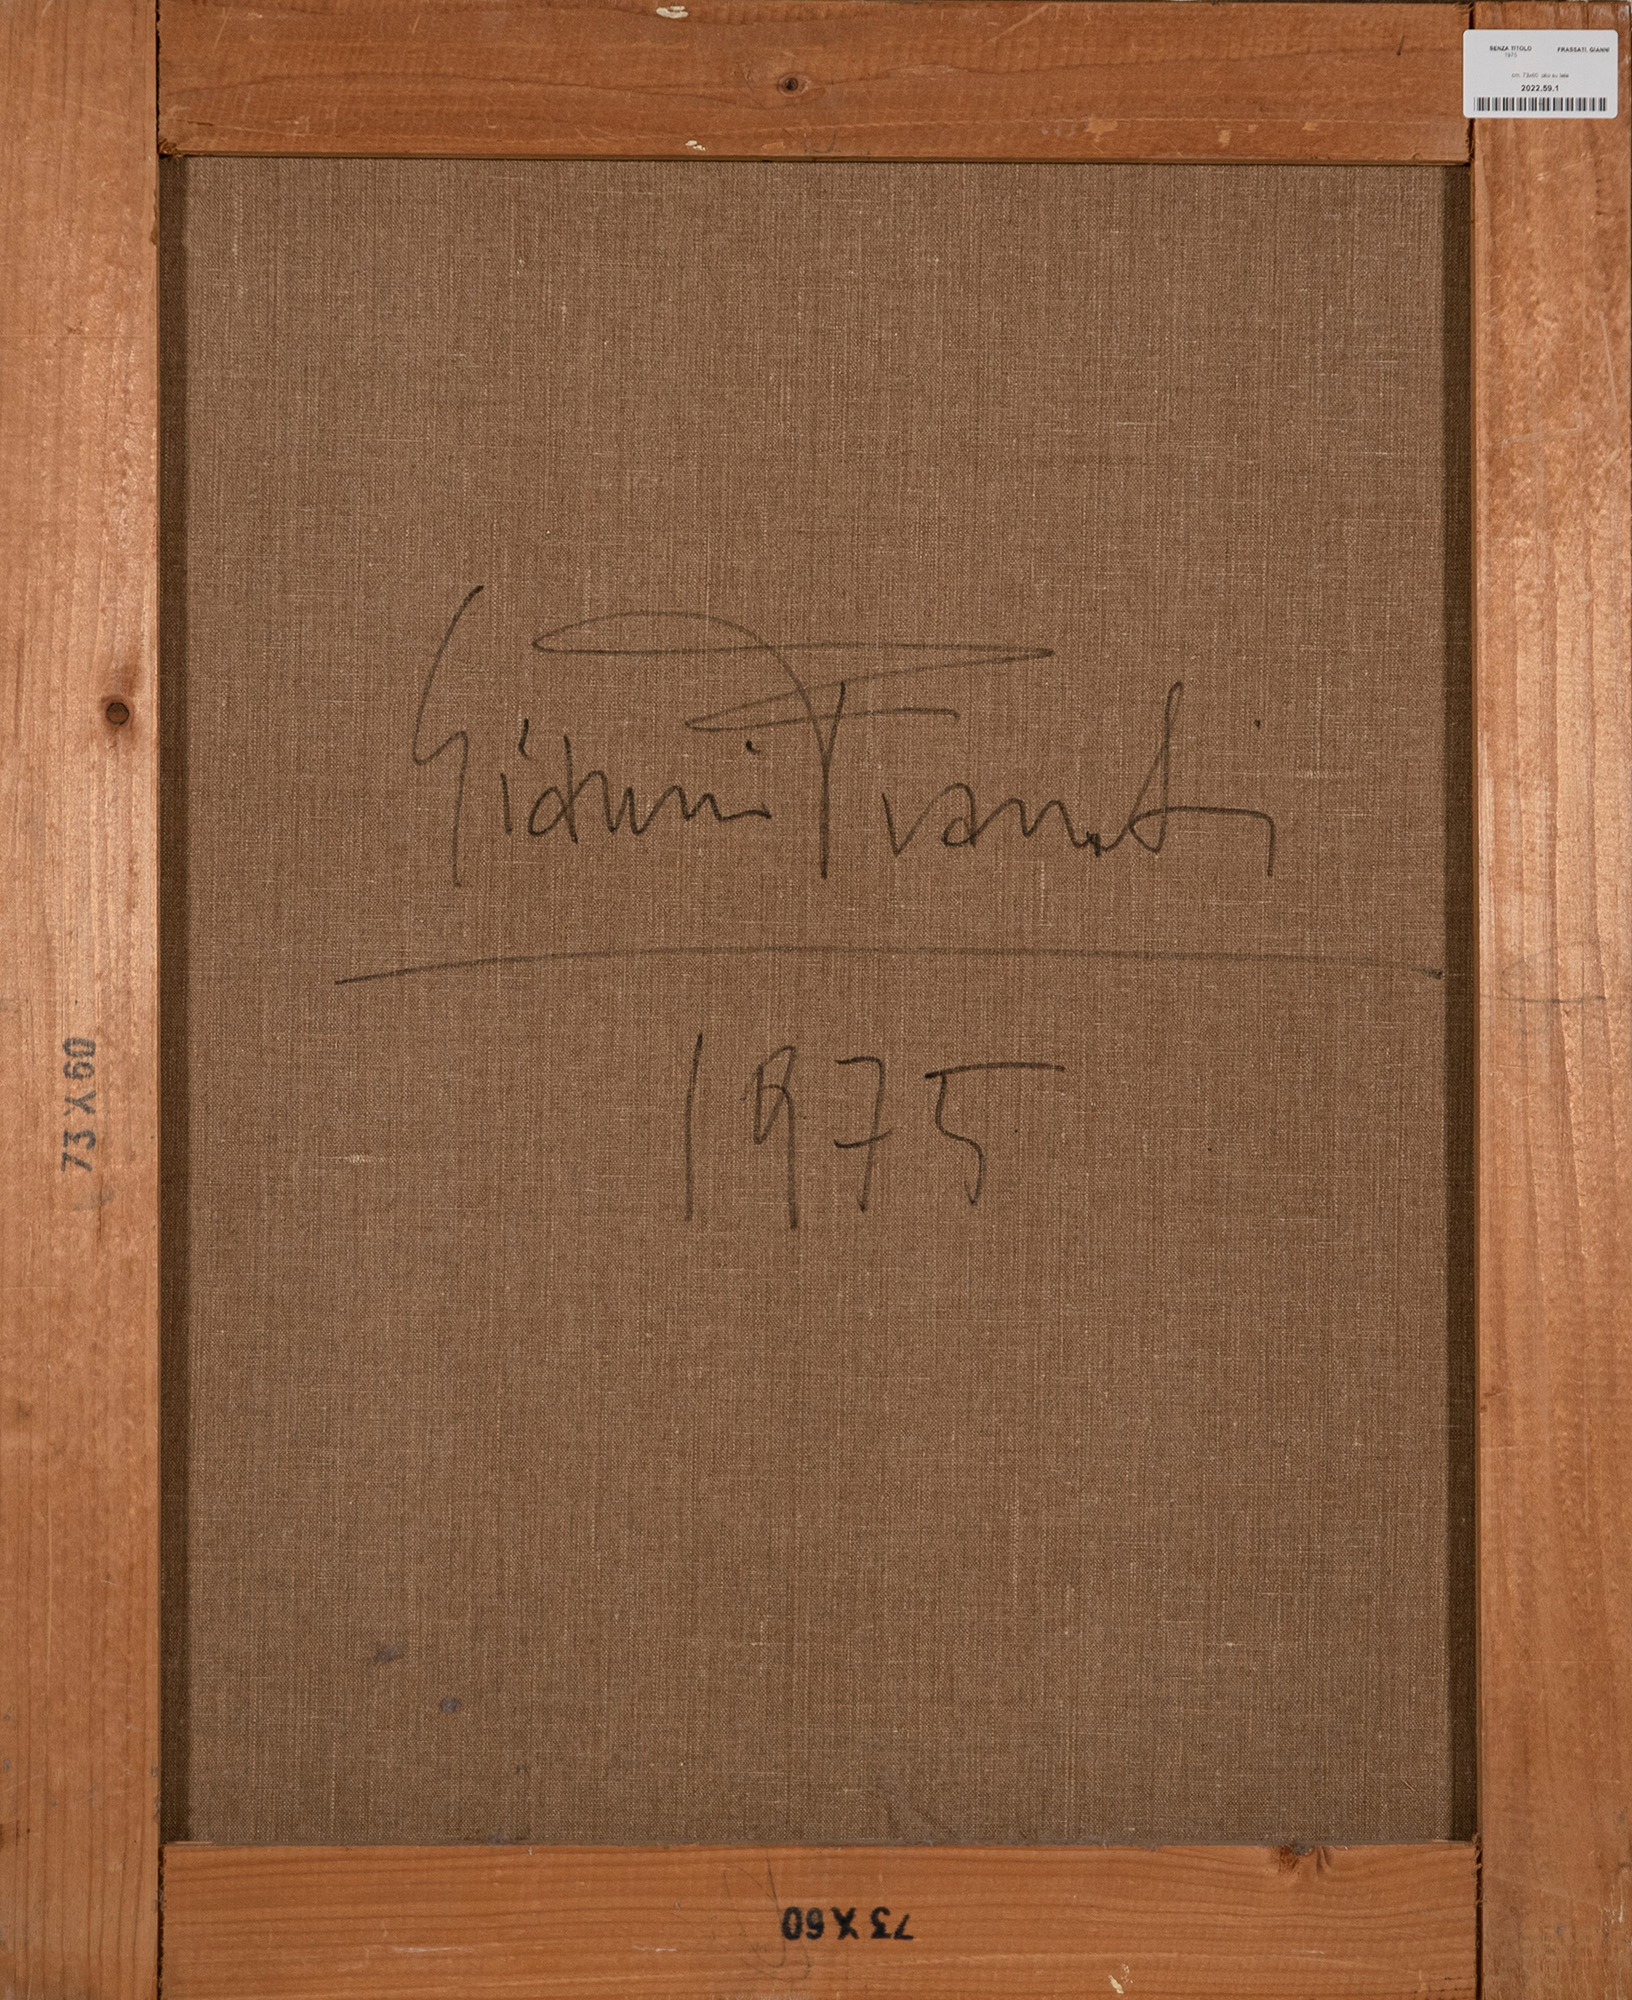 SENZA TITOLO FRASSATI, GIANNI
1975
cm. 73x60 olio su tela
2022.59.1
Gianni Frassati
1975
73 X 60
73 X 60